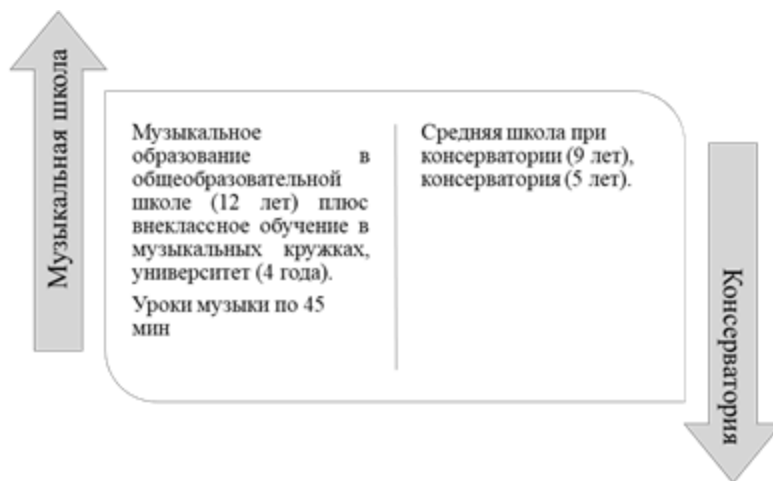 Музыкальная школа
Музыкальное
образование в
общеобразовательной
школе (12 лет) плюс
внеклассное обучение в
музыкальных кружках,
университет (4 года).
Уроки музыки по 45
мин
Средняя школа при
консерватории (9 лет),
консерватория (5 лет).
Консерватория